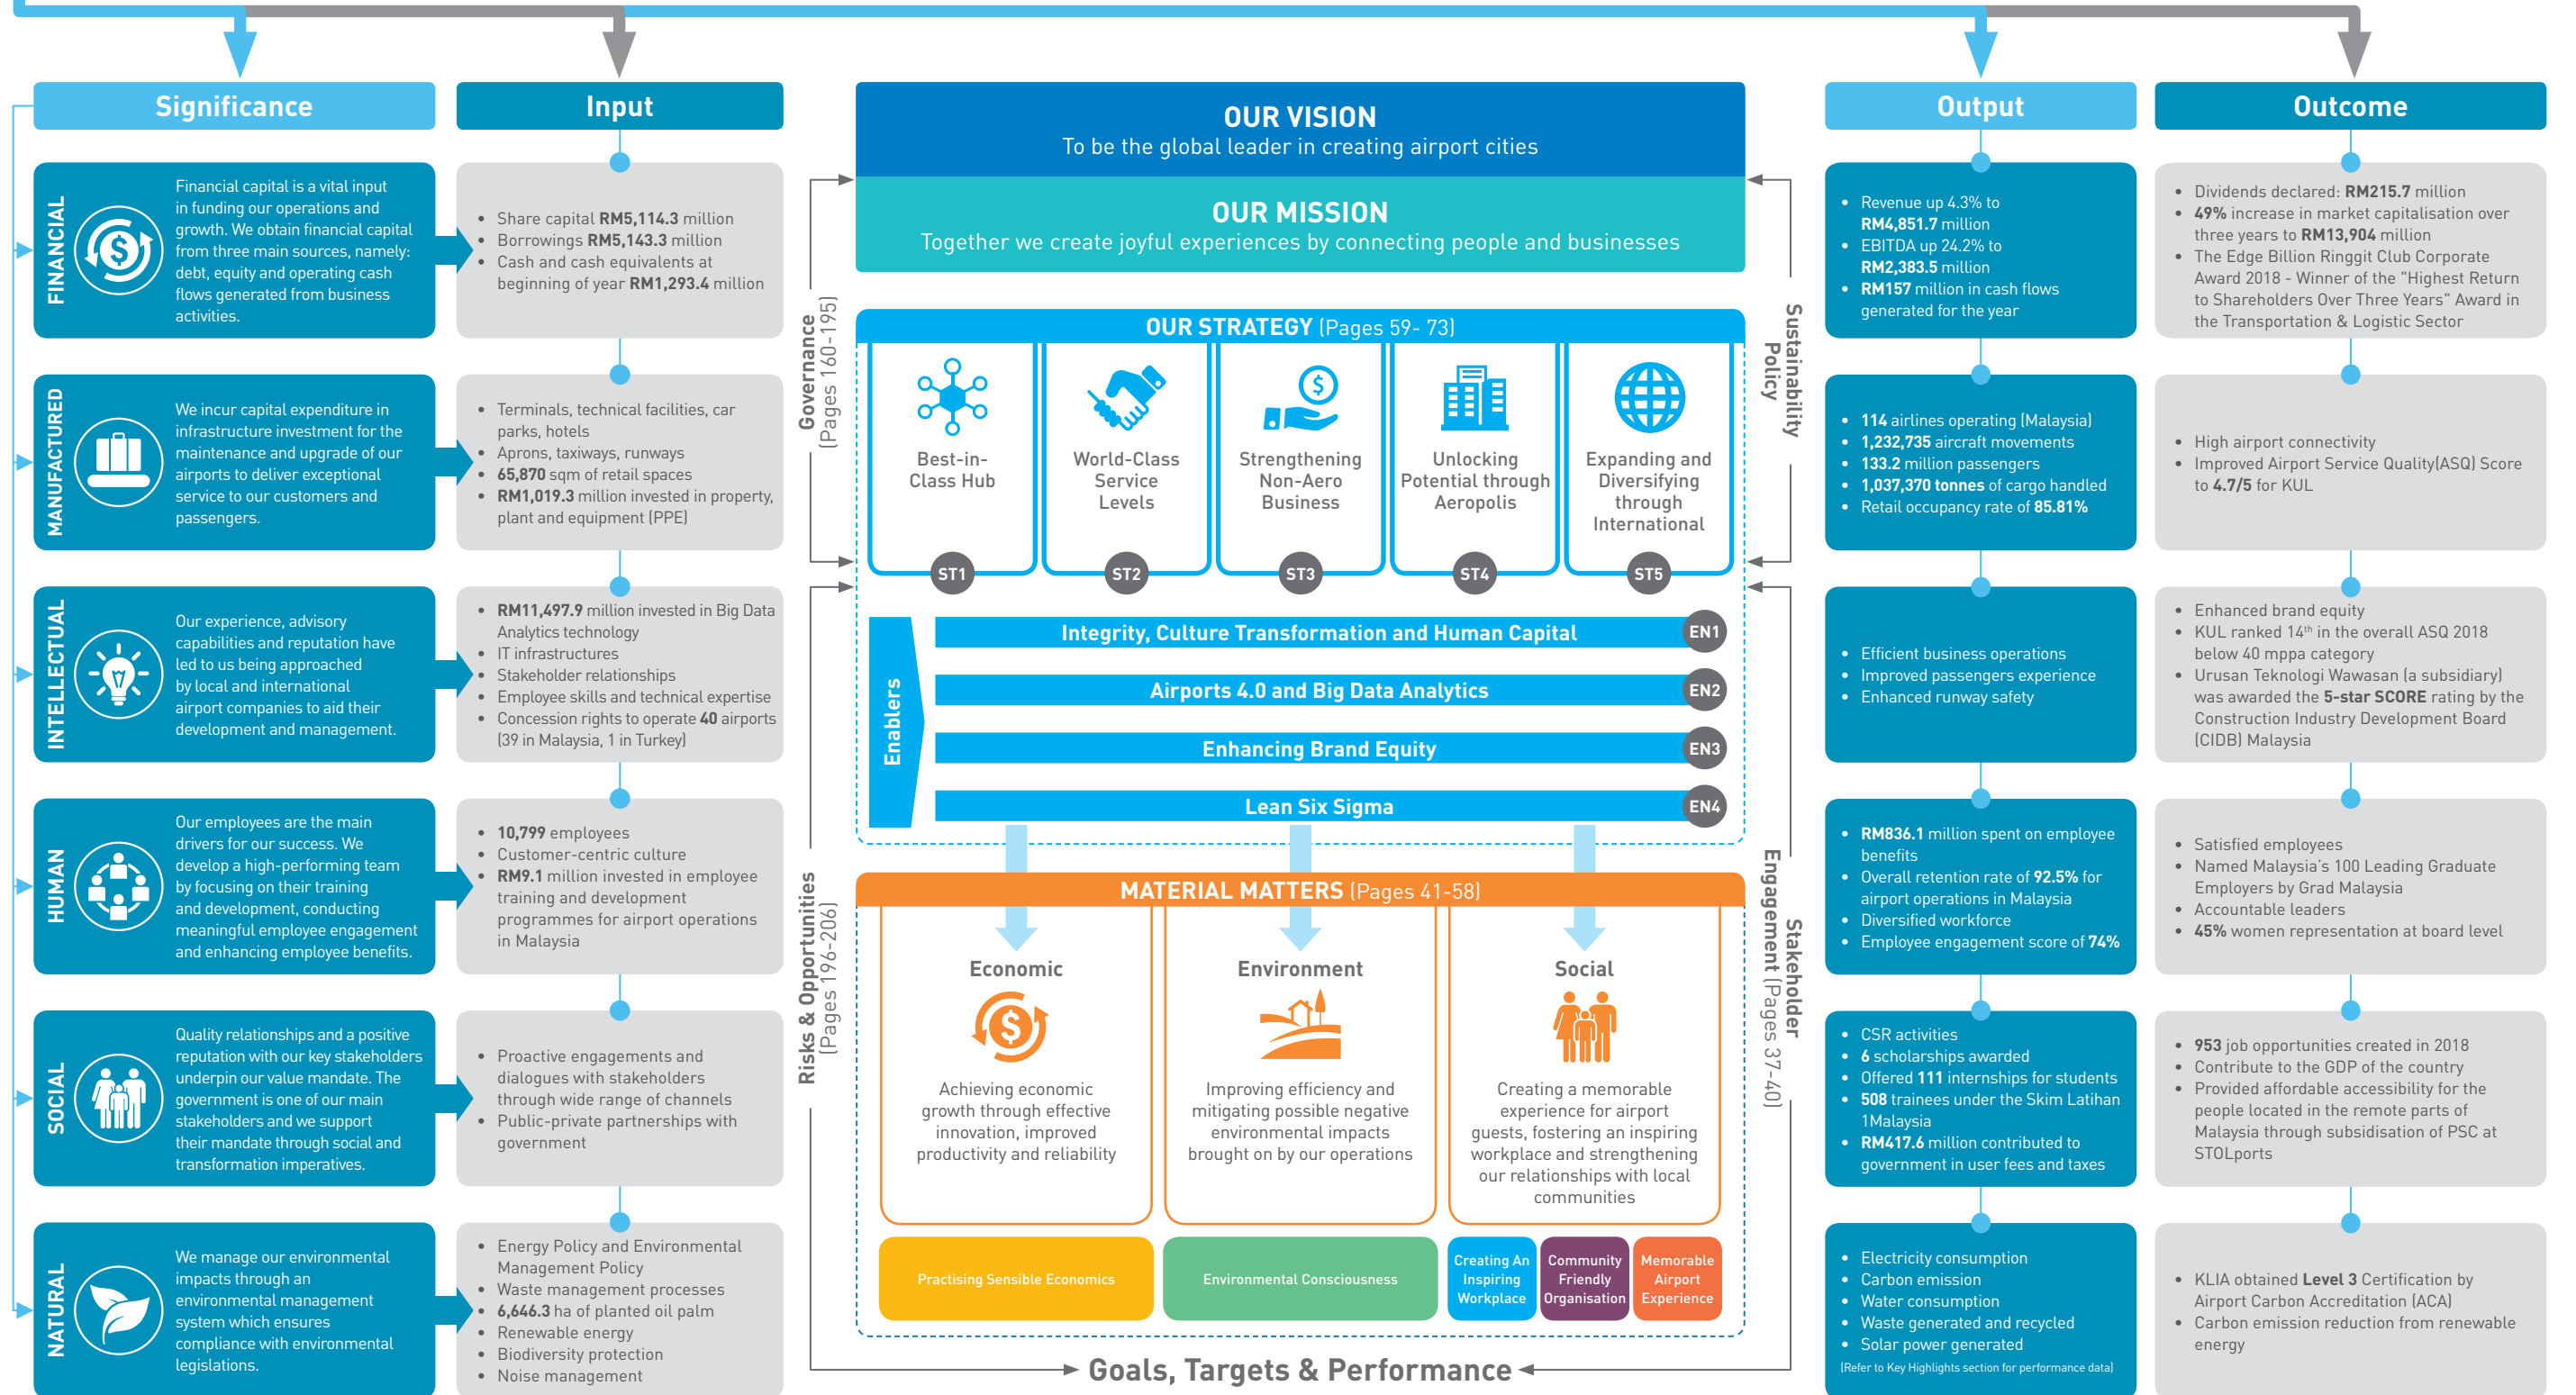 Significance
FINANCIAL
Financial capital is a vital input
in funding our operations and
growth. We obtain financial capital
from three main sources, namely:
debt, equity and operating cash
flows generated from business
activities.
MANUFACTURED
We incur capital expenditure in
infrastructure investment for the
maintenance and upgrade of our
airports to deliver exceptional
service to our customers and
passengers.
INTELLECTUAL
Our experience, advisory
capabilities and reputation have
led to us being approached
by local and international
airport companies to aid their
development and management.
HUMAN
Our employees are the main
drivers for our success. We
develop a high-performing team
by focusing on their training
and development, conducting
meaningful employee engagement
and enhancing employee benefits.
SOCIAL
Quality relationships and a positive
reputation with our key stakeholders
underpin our value mandate. The
government is one of our main
stakeholders and we support
their mandate through social and
transformation imperatives.
NATURAL
We manage our environmental
impacts through an
environmental management
system which ensures
compliance with environmental
legislations.
Input
• Share capital RM5,114.3 million
• Borrowings RM5,143.3 million
• Cash and cash equivalents at
beginning of year RM1,293.4 million
• Terminals, technical facilities, car
parks, hotels
• Aprons, taxiways, runways
• 65,870 sqm of retail spaces
• RM1,019.3 million invested in property,
plant and equipment (PPE)
• RM11,497.9 million invested in Big Data
Analytics technology
• IT infrastructures
• Stakeholder relationships
• Employee skills and technical expertise
• Concession rights to operate 40 airports
(39 in Malaysia, 1 in Turkey)
• 10,799 employees
• Customer-centric culture
• RM9.1 million invested in employee
training and development
programmes for airport operations
in Malaysia
• Proactive engagements and
dialogues with stakeholders
through wide range of channels
• Public-private partnerships with
government
• Energy Policy and Environmental
Management Policy
• Waste management processes
• 6,646.3 ha of planted oil palm
• Renewable energy
• Biodiversity protection
• Noise management
Governance
(Pages 160-195)
Risks & Opportunities
(Pages 196-206)
OUR VISION
To be the global leader in creating airport cities
OUR MISSION
Together we create joyful experiences by connecting people and businesses
OUR STRATEGY (Pages 59- 73)
Best-in-
Class Hub
ST1
World-Class
Service
Levels
ST2
Strengthening
Non-Aero
Business
ST3
Unlocking
Potential through
Aeropolis
ST4
Expanding and
Diversifying
through
International
ST5
Enablers
Integrity, Culture Transformation and Human Capital EN1
Airports 4.0 and Big Data Analytics EN2
Enhancing Brand Equity EN3
Lean Six Sigma EN4
MATERIAL MATTERS (Pages 41-58)
Economic
Achieving economic
growth through effective
innovation, improved
productivity and reliability
Environment
Improving efficiency and
mitigating possible negative
environmental impacts
brought on by our operations
Social
Creating a memorable
experience for airport
guests, fostering an inspiring
workplace and strengthening
our relationships with local
communities
Practising Sensible Economics
Environmental Consciousness
Creating An
Inspiring
Workplace
Community
Friendly
Organisation
Memorable
Airport
Experience
Goals, Targets & Performance
Sustainability
Policy
Stakeholder
Engagement (Pages 37-40)
Output
• Revenue up 4.3% to
RM4,851.7 million
• EBITDA up 24.2% to
RM2,383.5 million
• RM157 million in cash flows
generated for the year
• 114 airlines operating (Malaysia)
• 1,232,735 aircraft movements
• 133.2 million passengers
• 1,037,370 tonnes of cargo handled
• Retail occupancy rate of 85.81%
• Efficient business operations
• Improved passengers experience
• Enhanced runway safety
• RM836.1 million spent on employee
benefits
• Overall retention rate of 92.5% for
airport operations in Malaysia
• Diversified workforce
• Employee engagement score of 74%
• CSR activities
• 6 scholarships awarded
• Offered 111 internships for students
• 508 trainees under the Skim Latihan
1Malaysia
• RM417.6 million contributed to
government in user fees and taxes
• Electricity consumption
• Carbon emission
• Water consumption
• Waste generated and recycled
• Solar power generated
(Refer to Key Highlights section for performance data)
Outcome
• Dividends declared: RM215.7 million
• 49% increase in market capitalisation over
three years to RM13,904 million
• The Edge Billion Ringgit Club Corporate
Award 2018 - Winner of the "Highest Return
to Shareholders Over Three Years" Award in
the Transportation & Logistic Sector
• High airport connectivity
• Improved Airport Service Quality(ASQ) Score
to 4.7/5 for KUL
• Enhanced brand equity
• KUL ranked 14th in the overall ASQ 2018
below 40 mppa category
• Urusan Teknologi Wawasan (a subsidiary)
was awarded the 5-star SCORE rating by the
Construction Industry Development Board
(CIDB) Malaysia
• Satisfied employees
• Named Malaysia's 100 Leading Graduate
Employers by Grad Malaysia
• Accountable leaders
• 45% women representation at board level
• 953 job opportunities created in 2018
• Contribute to the GDP of the country
• Provided affordable accessibility for the
people located in the remote parts of
Malaysia through subsidisation of PSC at
STOLports
• KLIA obtained Level 3 Certification by
Airport Carbon Accreditation (ACA)
• Carbon emission reduction from renewable
energy